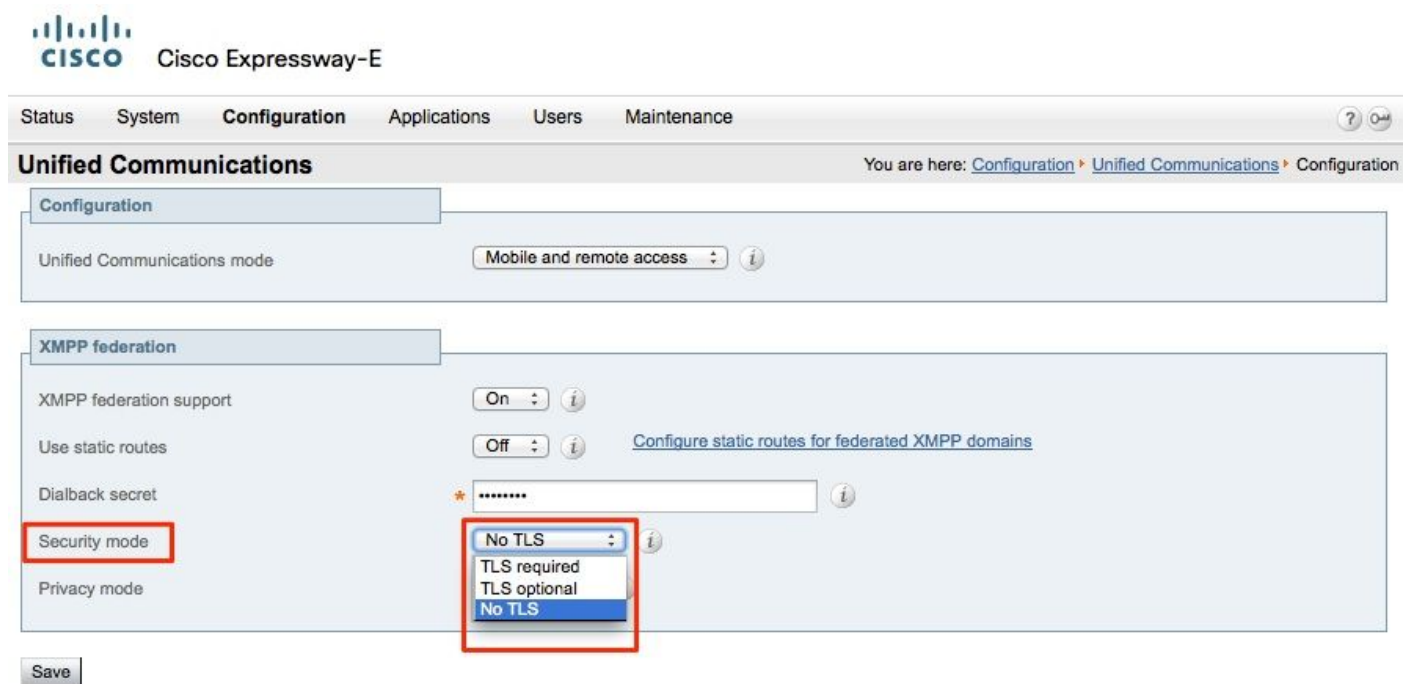 CISCO Cisco Expressway-E
Status System Configuration Applications Users Maintenance ?
Unified Communications You are here: Configuration Unified Communications Configuration
Configuration
Unified Communications mode Mobile and remote access i
XMPP federation
XMPP federation support On i
Use static routes Off i Configure static routes for federated XMPP domains
Dialback secret * •••••••• i
Security mode No TLS i
TLS required
TLS optional
Privacy mode
No TLS
Save